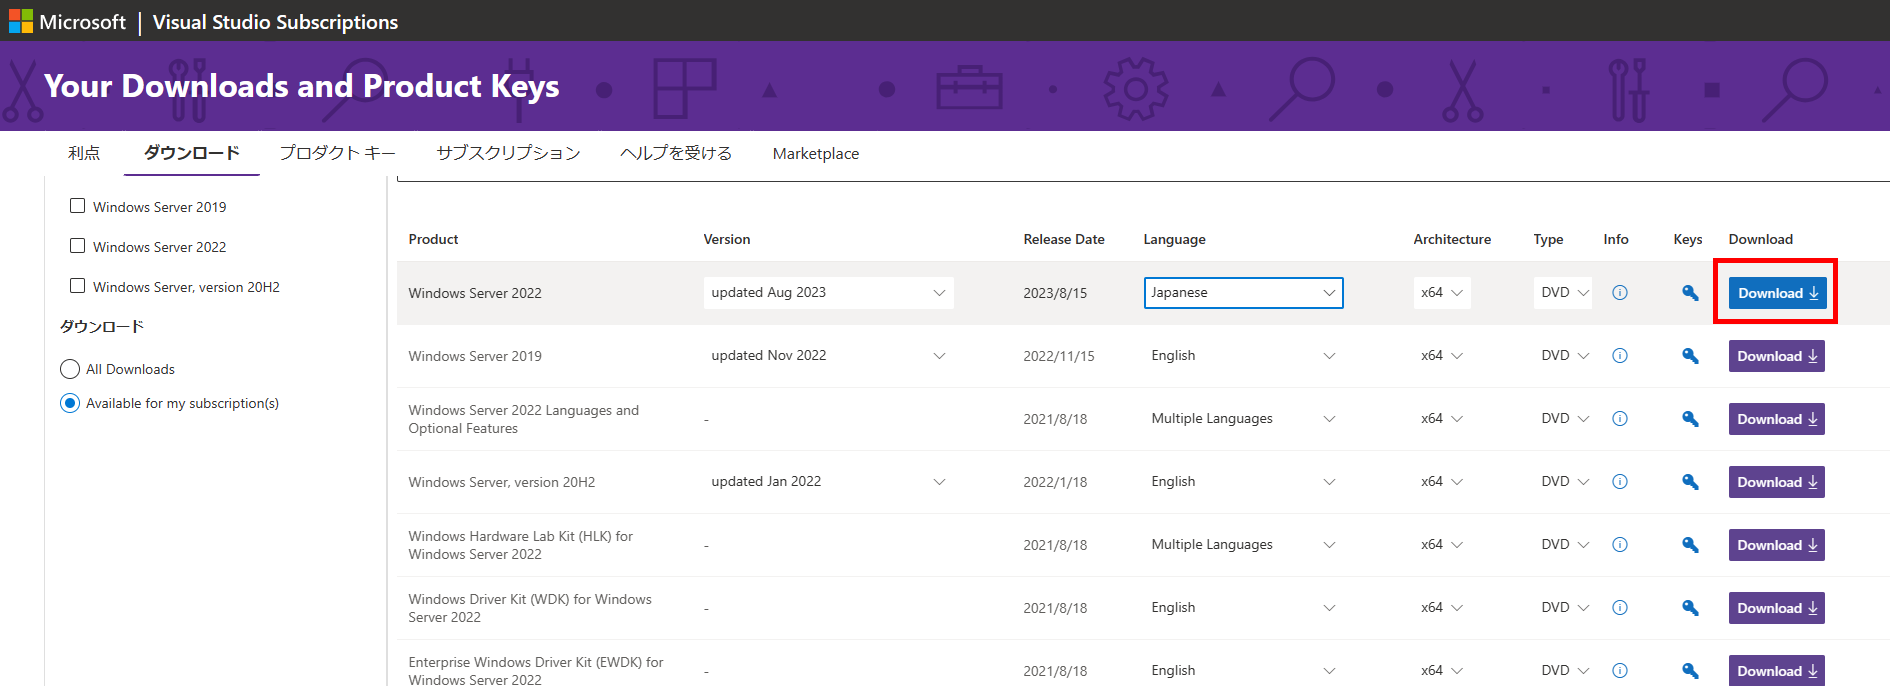 Microsoft | Visual Studio Subscriptions
Your Downloads and Product Keys
利点 ダウンロード プロダクト キー サブスクリプション ヘルプを受ける Marketplace
Windows Server 2019
Windows Server 2022
Windows Server, version 20H2
ダウンロード
All Downloads
Available for my subscription(s)
Product Version Release Date Language Architecture Type Info Keys Download
Windows Server 2022 updated Aug 2023 2023/8/15 Japanese x64 DVD Download
Windows Server 2019 updated Nov 2022 2022/11/15 English x64 DVD Download
Windows Server 2022 Languages and
Optional Features - 2021/8/18 Multiple Languages x64 DVD Download
Windows Server, version 20H2 updated Jan 2022 2022/1/18 English x64 DVD Download
Windows Hardware Lab Kit (HLK) for
Windows Server 2022 - 2021/8/18 Multiple Languages x64 DVD Download
Windows Driver Kit (WDK) for Windows
Server 2022 - 2021/8/18 English x64 DVD Download
Enterprise Windows Driver Kit (EWDK) for
Windows Server 2022 - 2021/8/18 English x64 DVD Download